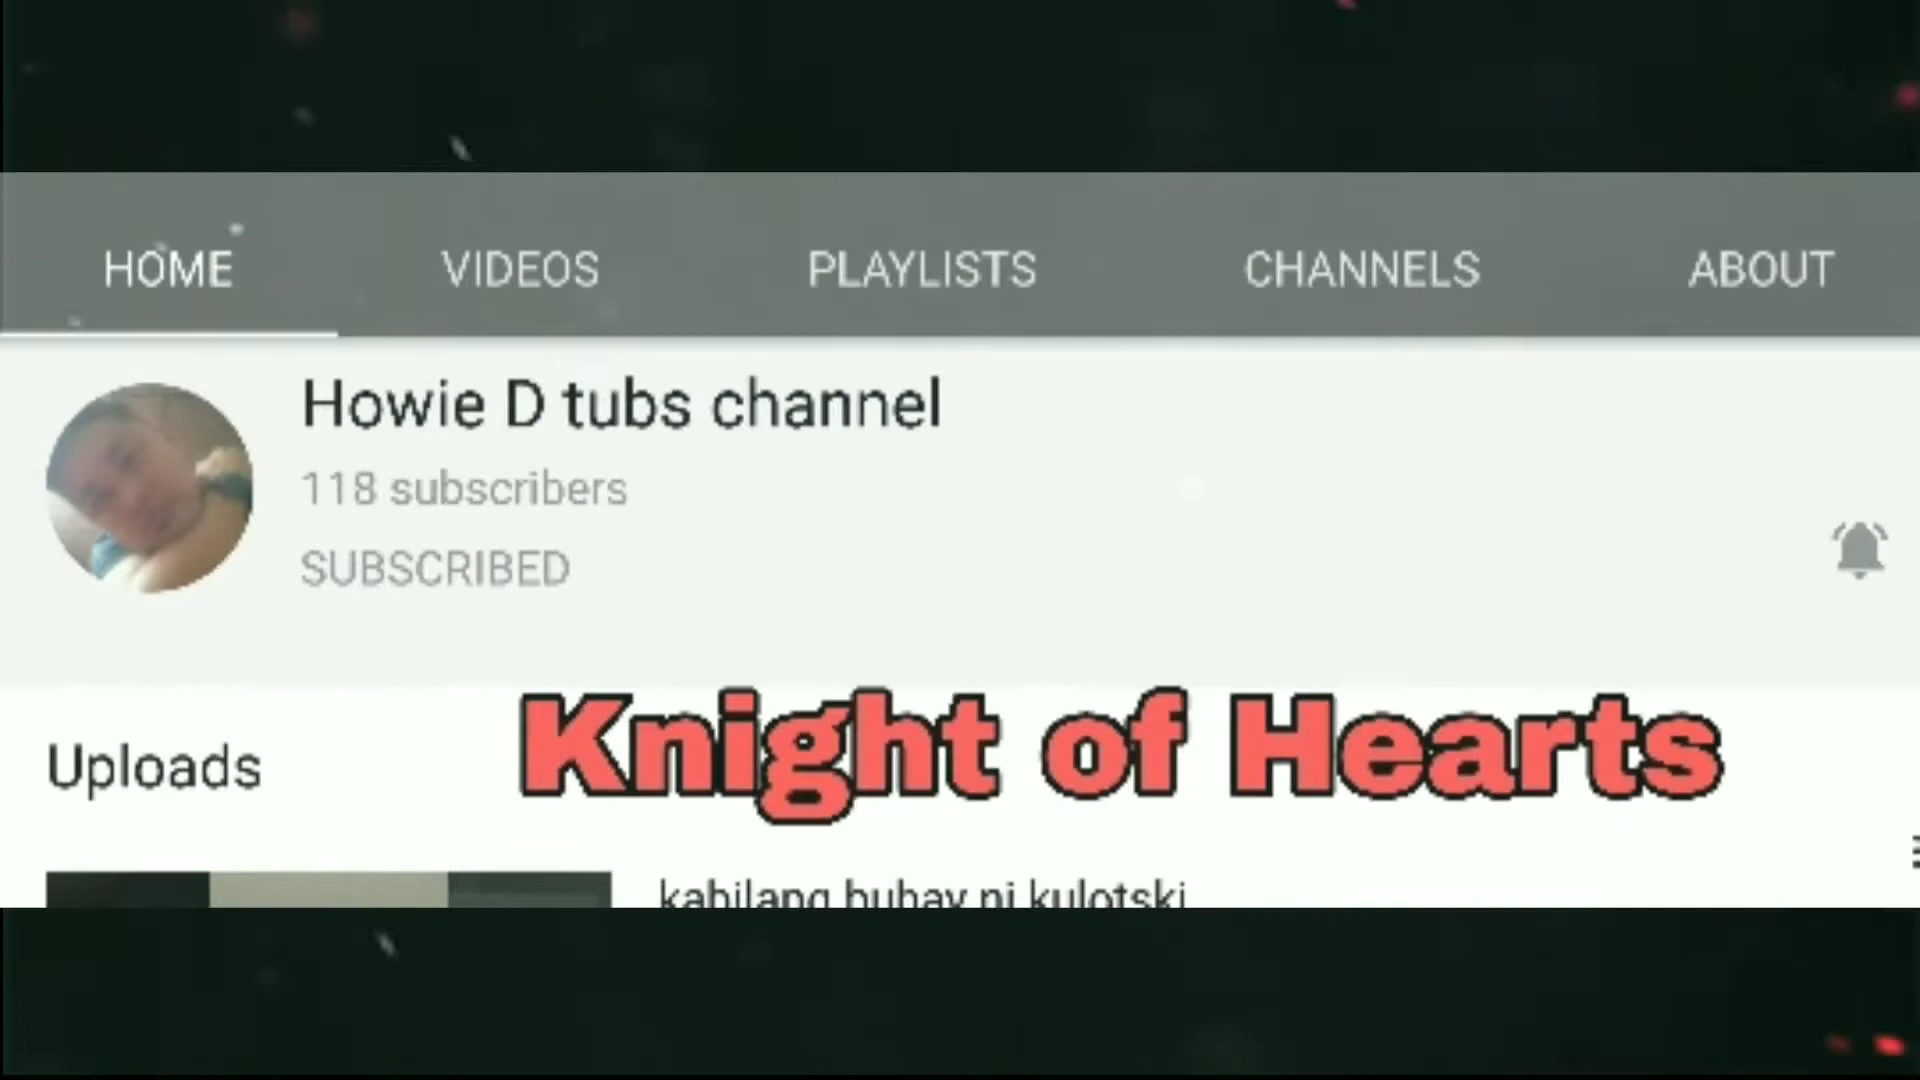 HOME VIDEOS PLAYLISTS CHANNELS ABOUT
Howie D tubs channel
118 subscribers
SUBSCRIBED
Knight of Hearts
Uploads
kabilang buhay ni kulotski